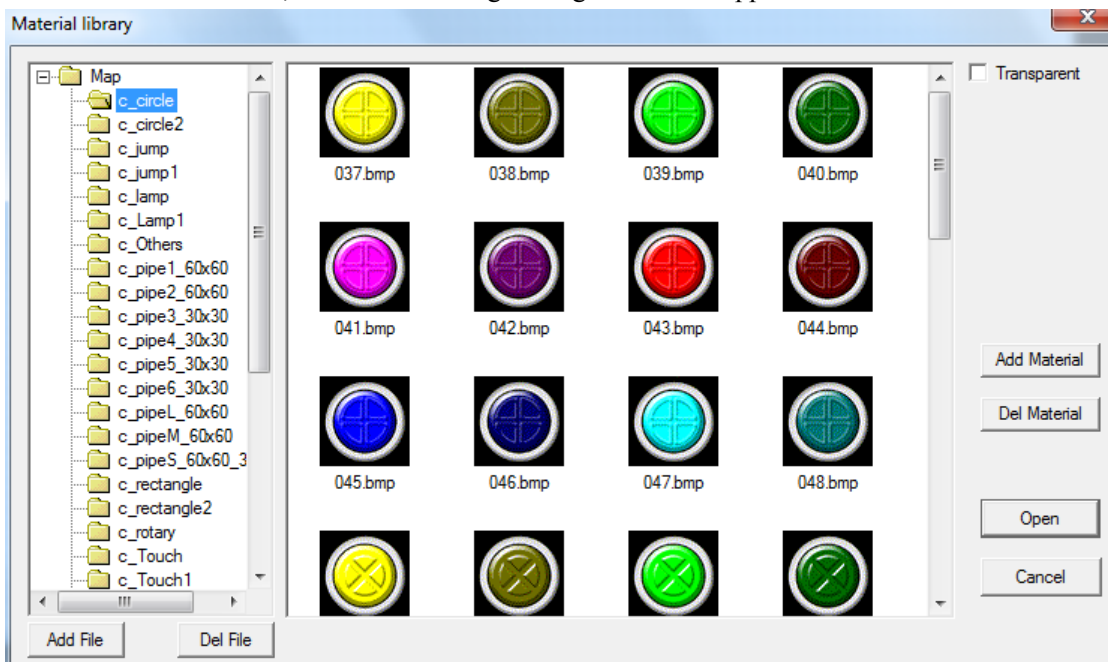 Material library
Map
c_circle
c_circle2
c_jump
c_jump1
c_lamp
c_Lamp1
c_Others
c_pipe1_60x60
c_pipe2_60x60
c_pipe3_30x30
c_pipe4_30x30
c_pipe5_30x30
c_pipe6_30x30
c_pipeL_60x60
c_pipeM_60x60
c_pipeS_60x60_3
c_rectangle
c_rectangle2
c_rotary
c_Touch
c_Touch1
Add File Del File
037.bmp 038.bmp 039.bmp 040.bmp
041.bmp 042.bmp 043.bmp 044.bmp
045.bmp 046.bmp 047.bmp 048.bmp
Transparent
Add Material
Del Material
Open
Cancel